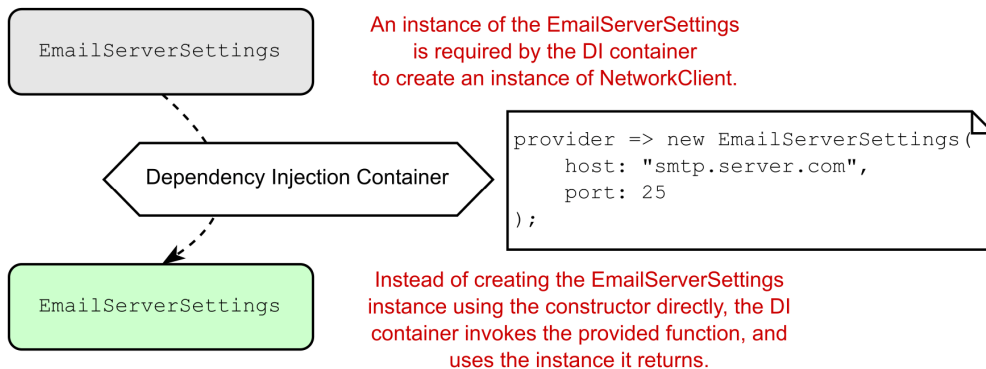 EmailServerSettings
An instance of the EmailServerSettings
is required by the DI container
to create an instance of NetworkClient.
Dependency Injection Container
provider => new EmailServerSettings(
    host: "smtp.server.com",
    port: 25
);
EmailServerSettings
Instead of creating the EmailServerSettings
instance using the constructor directly, the DI
container invokes the provided function, and
uses the instance it returns.